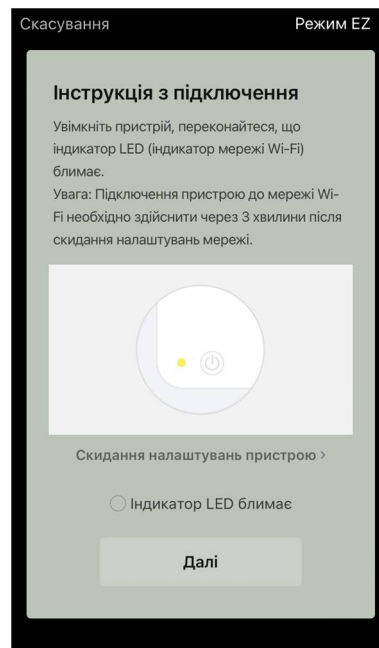 Скасування
Режим EZ
Інструкція з підключення
Увімкніть пристрій, переконайтеся, що
індикатор LED (індикатор мережі Wi-Fi)
блимає.
Увага: Підключення пристрою до мережі Wi-
Fi необхідно здійснити через 3 хвилини після
скидання налаштувань мережі.
Скидання налаштувань пристрою >
Індикатор LED блимає
Далі